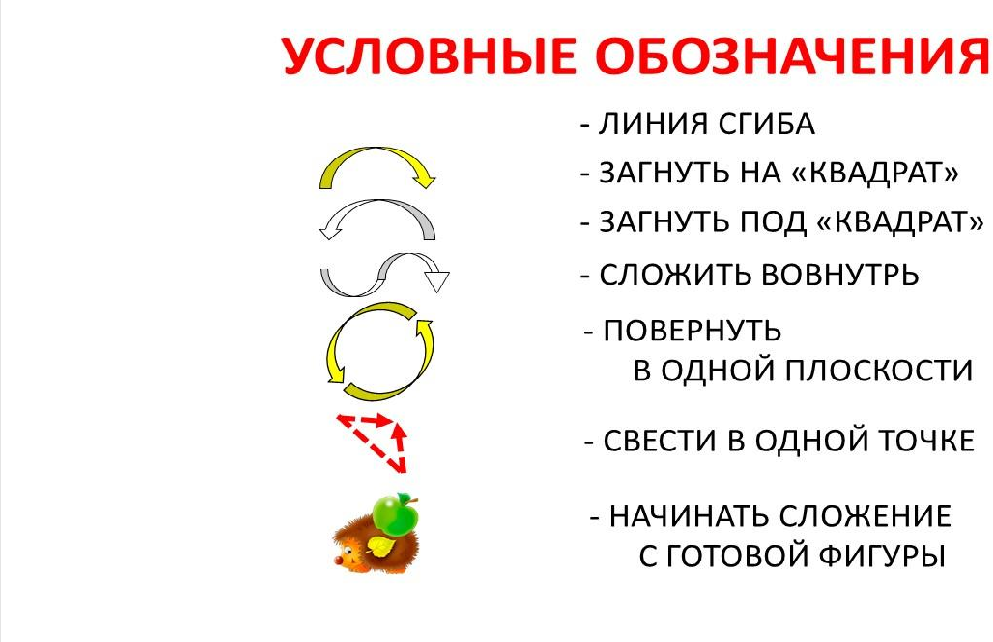 УСЛОВНЫЕ ОБОЗНАЧЕНИЯ
- ЛИНИЯ СГИБА
- ЗАГНУТЬ НА «КВАДРАТ»
- ЗАГНУТЬ ПОД «КВАДРАТ»
- СЛОЖИТЬ ВОВНУТРЬ
- ПОВЕРНУТЬ
В ОДНОЙ ПЛОСКОСТИ
- СВЕСТИ В ОДНОЙ ТОЧКЕ
- НАЧИНАТЬ СЛОЖЕНИЕ
С ГОТОВОЙ ФИГУРЫ